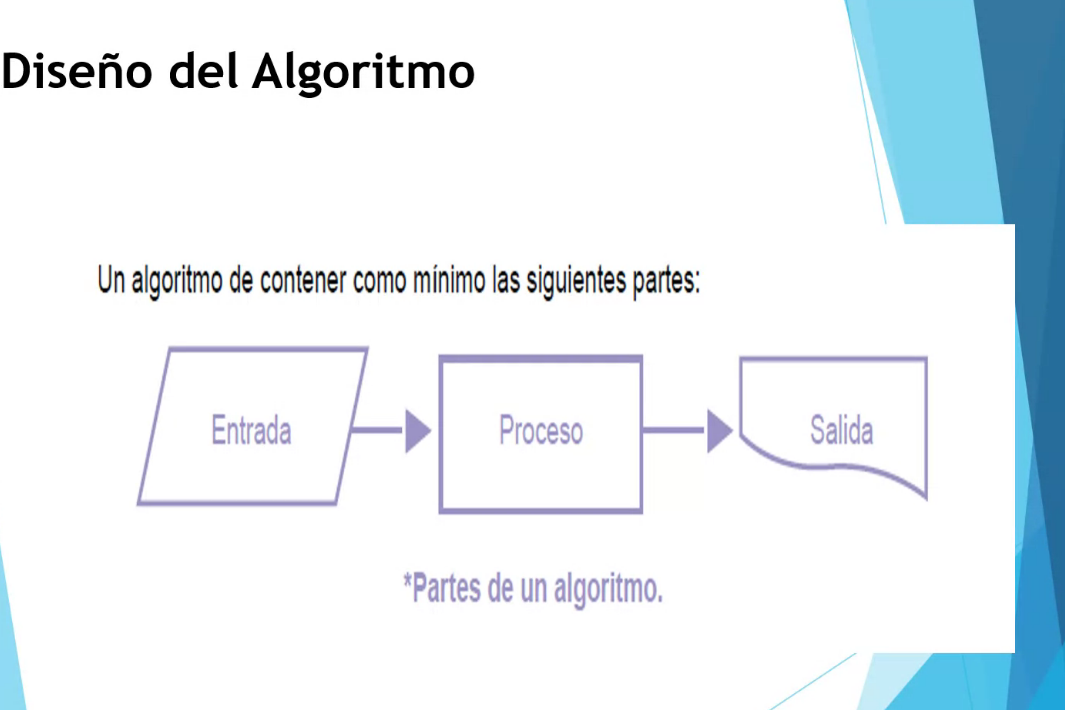 Diseño del Algoritmo
Un algoritmo de contener como mínimo las siguientes partes:
Entrada
Proceso
Salida
*Partes de un algoritmo.